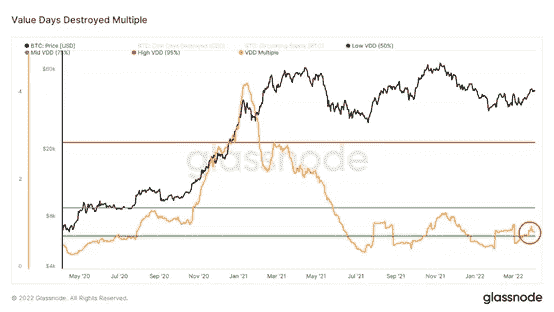 Value Days Destroyed Multiple
BTC: Price [USD] Low VDD (50%)
Mid VDD (75%) High VDD (95%) VDD Multiple
$60k
4
glassnode
$20k
2
$4k
0
May '20 Jul '20 Sep '20 Nov '20 Jan '21 Mar '21 May '21 Jul '21 Sep '21 Nov '21 Jan '22 Mar '22
© 2022 Glassnode. All Rights Reserved. glassnode